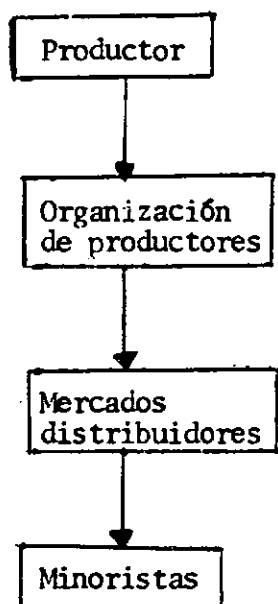 Productor
Organización
de productores
Mercados
distribuidores
Minoristas